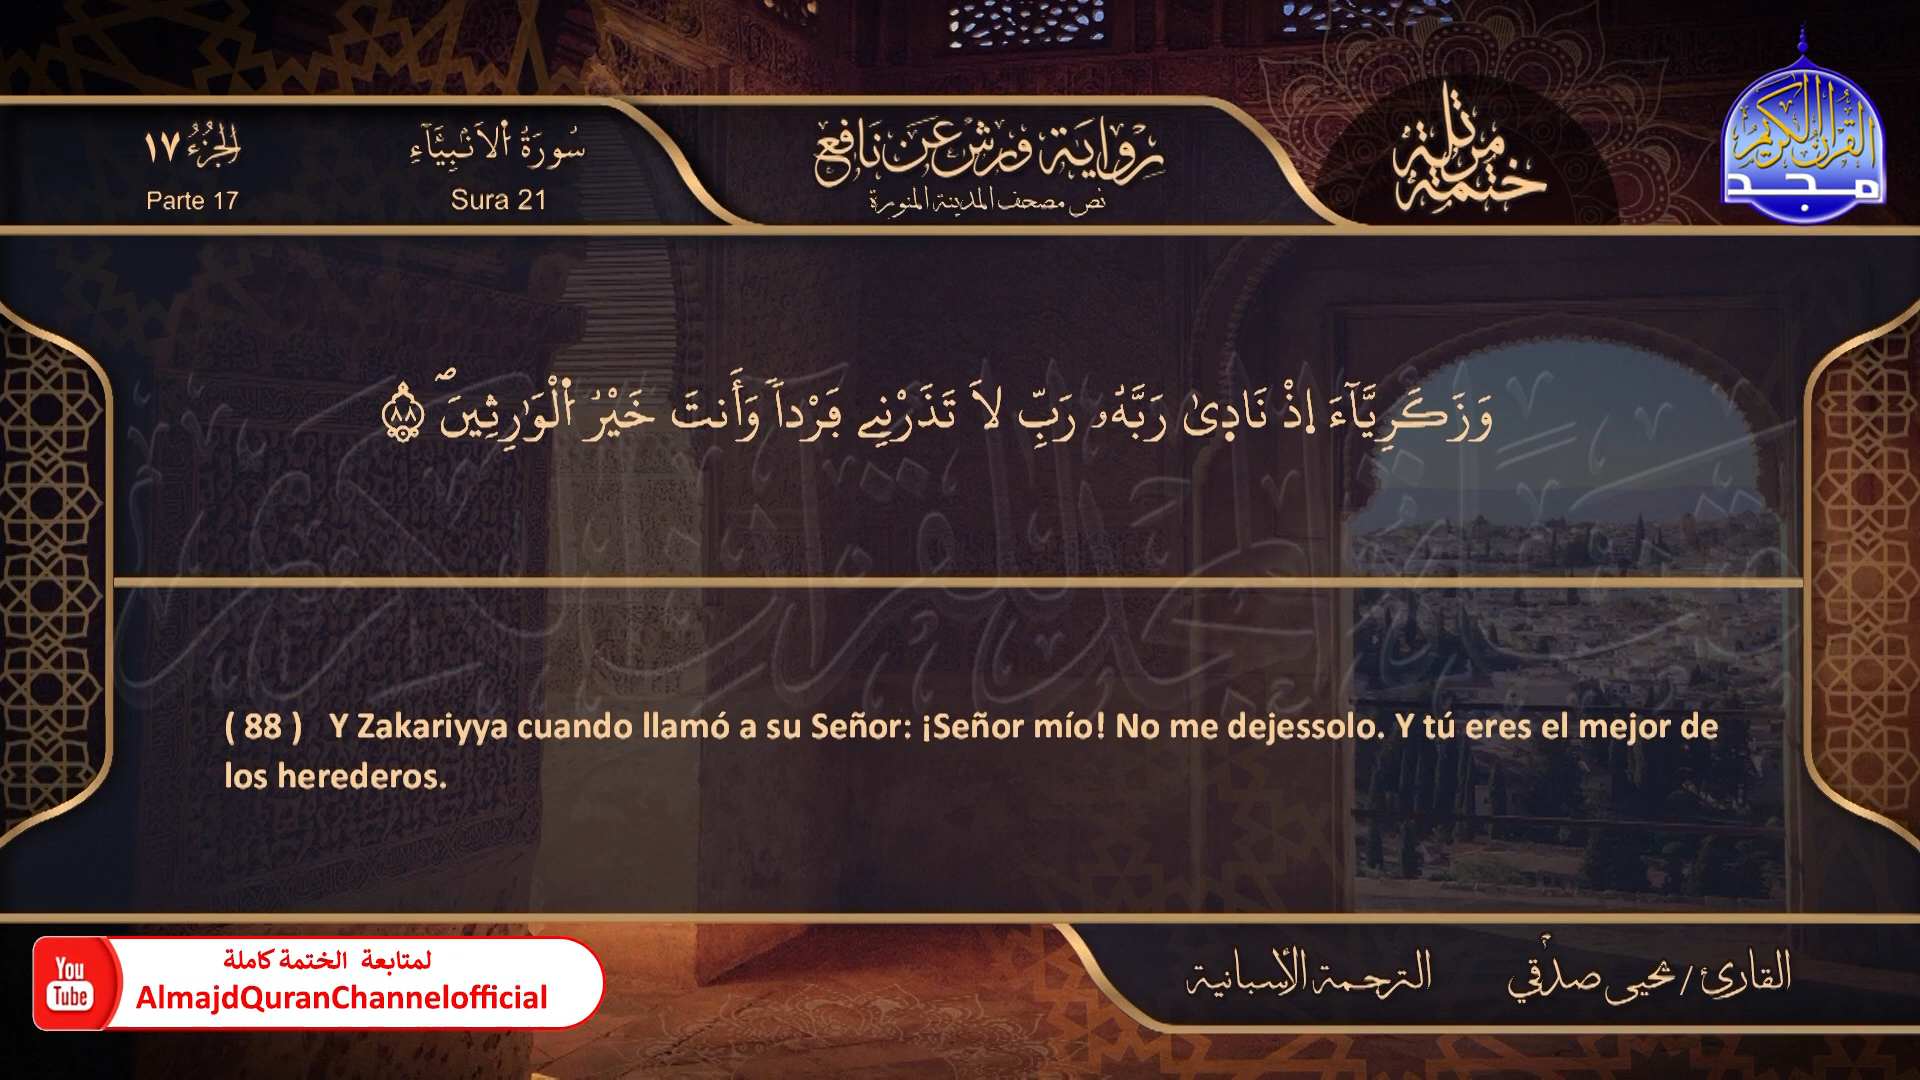 الجزء ١٧
Parte 17
سورة الأنبياء
Sura 21
رواية ورش عن نافع
نص مصحف المدينة المنورة
ختمة مرتلة
القرآن الكريم
مجد
وَزَكَرِيَّآءَ اِذْ نَادٜىٰ رَبَّهُۥ رَبِّ لَا تَذَرْنِے فَرْداٗ وَأَنتَ خَيْرُ اُ۬لْوَٰرِثِينَۖ ٨٨
( 88 ) Y Zakariyya cuando llamó a su Señor: ¡Señor mío! No me dejessolo. Y tú eres el mejor de
los herederos.
You
Tube
لمتابعة الختمة كاملة
AlmajdQuranChannelofficial
القارئ / يحيى صدقي
الترجمة الأسبانية